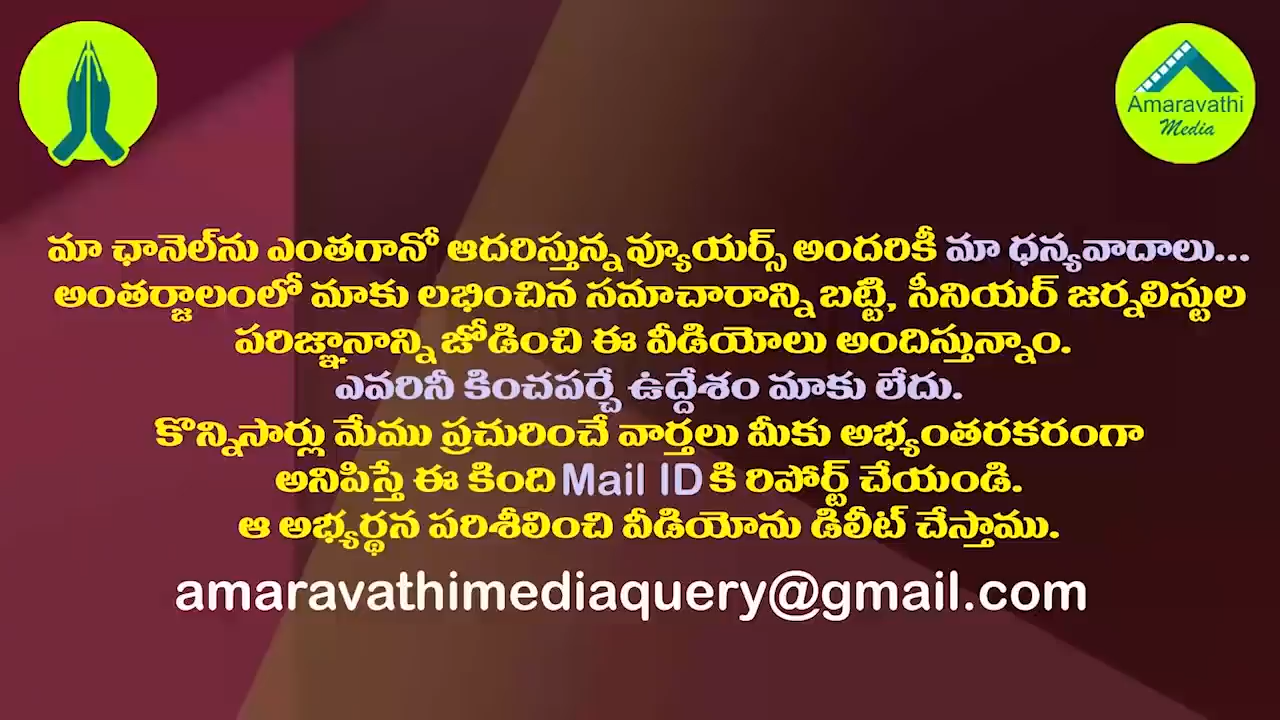 Amaravathi
Media
మా ఛానెల్‌ను ఎంతగానో ఆదరిస్తున్న వ్యూయర్స్ అందరికీ మా ధన్యవాదాలు...
అంతర్జాలంలో మాకు లభించిన సమాచారాన్ని బట్టి, సీనియర్ జర్నలిస్టుల
పరిజ్ఞానాన్ని జోడించి ఈ వీడియోలు అందిస్తున్నాం.
ఎవరినీ కించపర్చే ఉద్దేశం మాకు లేదు.
కొన్నిసార్లు మేము ప్రచురించే వార్తలు మీకు అభ్యంతరకరంగా
అనిపిస్తే ఈ కింది Mail ID కి రిపోర్ట్ చేయండి.
ఆ అభ్యర్థన పరిశీలించి వీడియోను డిలీట్ చేస్తాము.
amaravathimediaquery@gmail.com